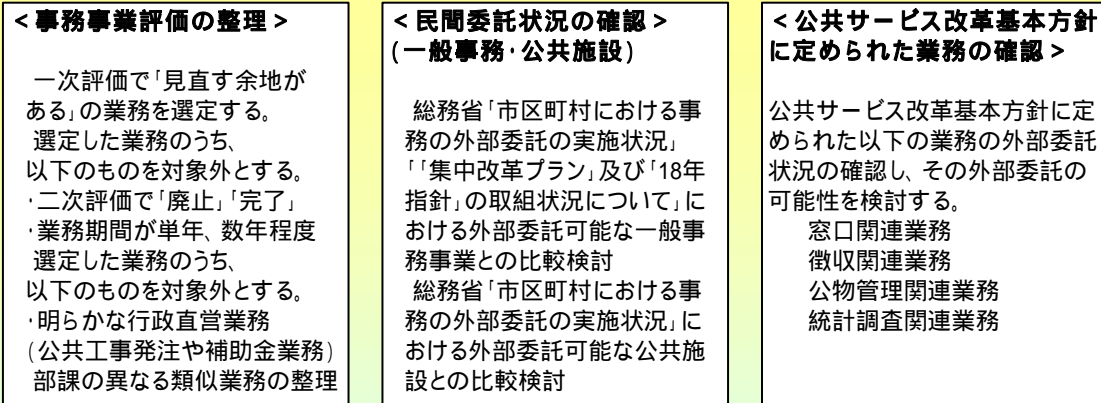 <事務事業評価の整理>
一次評価で「見直す余地が
ある」の業務を選定する。
選定した業務のうち、
以下のものを対象外とする。
・二次評価で「廃止」「完了」
・業務期間が単年、数年程度
選定した業務のうち、
以下のものを対象外とする。
・明らかな行政直営業務
(公共工事発注や補助金業務)
部課の異なる類似業務の整理
<民間委託状況の確認>
(一般事務・公共施設)
総務省「市区町村における事
務の外部委託の実施状況」
「「集中改革プラン」及び「18年
指針」の取組状況について」に
おける外部委託可能な一般事
務事業との比較検討
総務省「市区町村における事
務の外部委託の実施状況」に
おける外部委託可能な公共施
設との比較検討
<公共サービス改革基本方針
に定められた業務の確認>
公共サービス改革基本方針に定
められた以下の業務の外部委託
状況の確認し、その外部委託の
可能性を検討する。
窓口関連業務
徴収関連業務
公物管理関連業務
統計調査関連業務